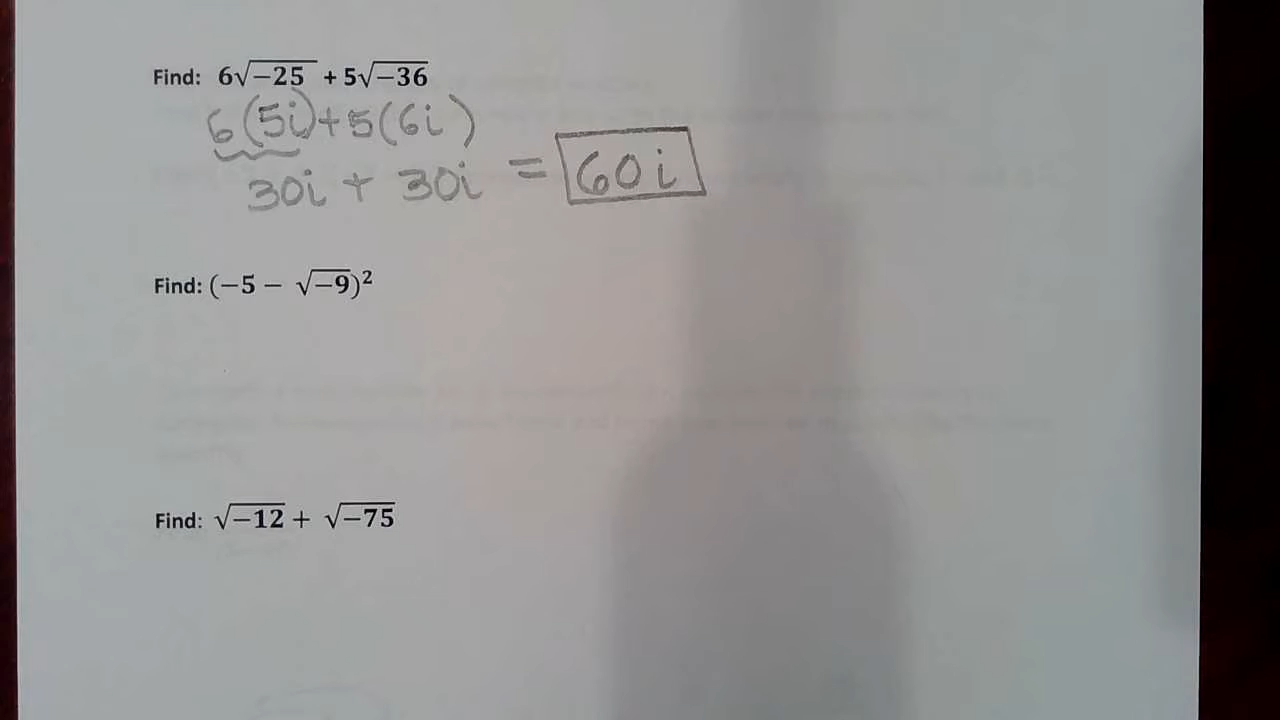 Find: 6√−25 + 5√−36
6(5i)+5(6i)
30i + 30i = 60i
Find: (−5 − √−9)²
Find: √−12 + √−75